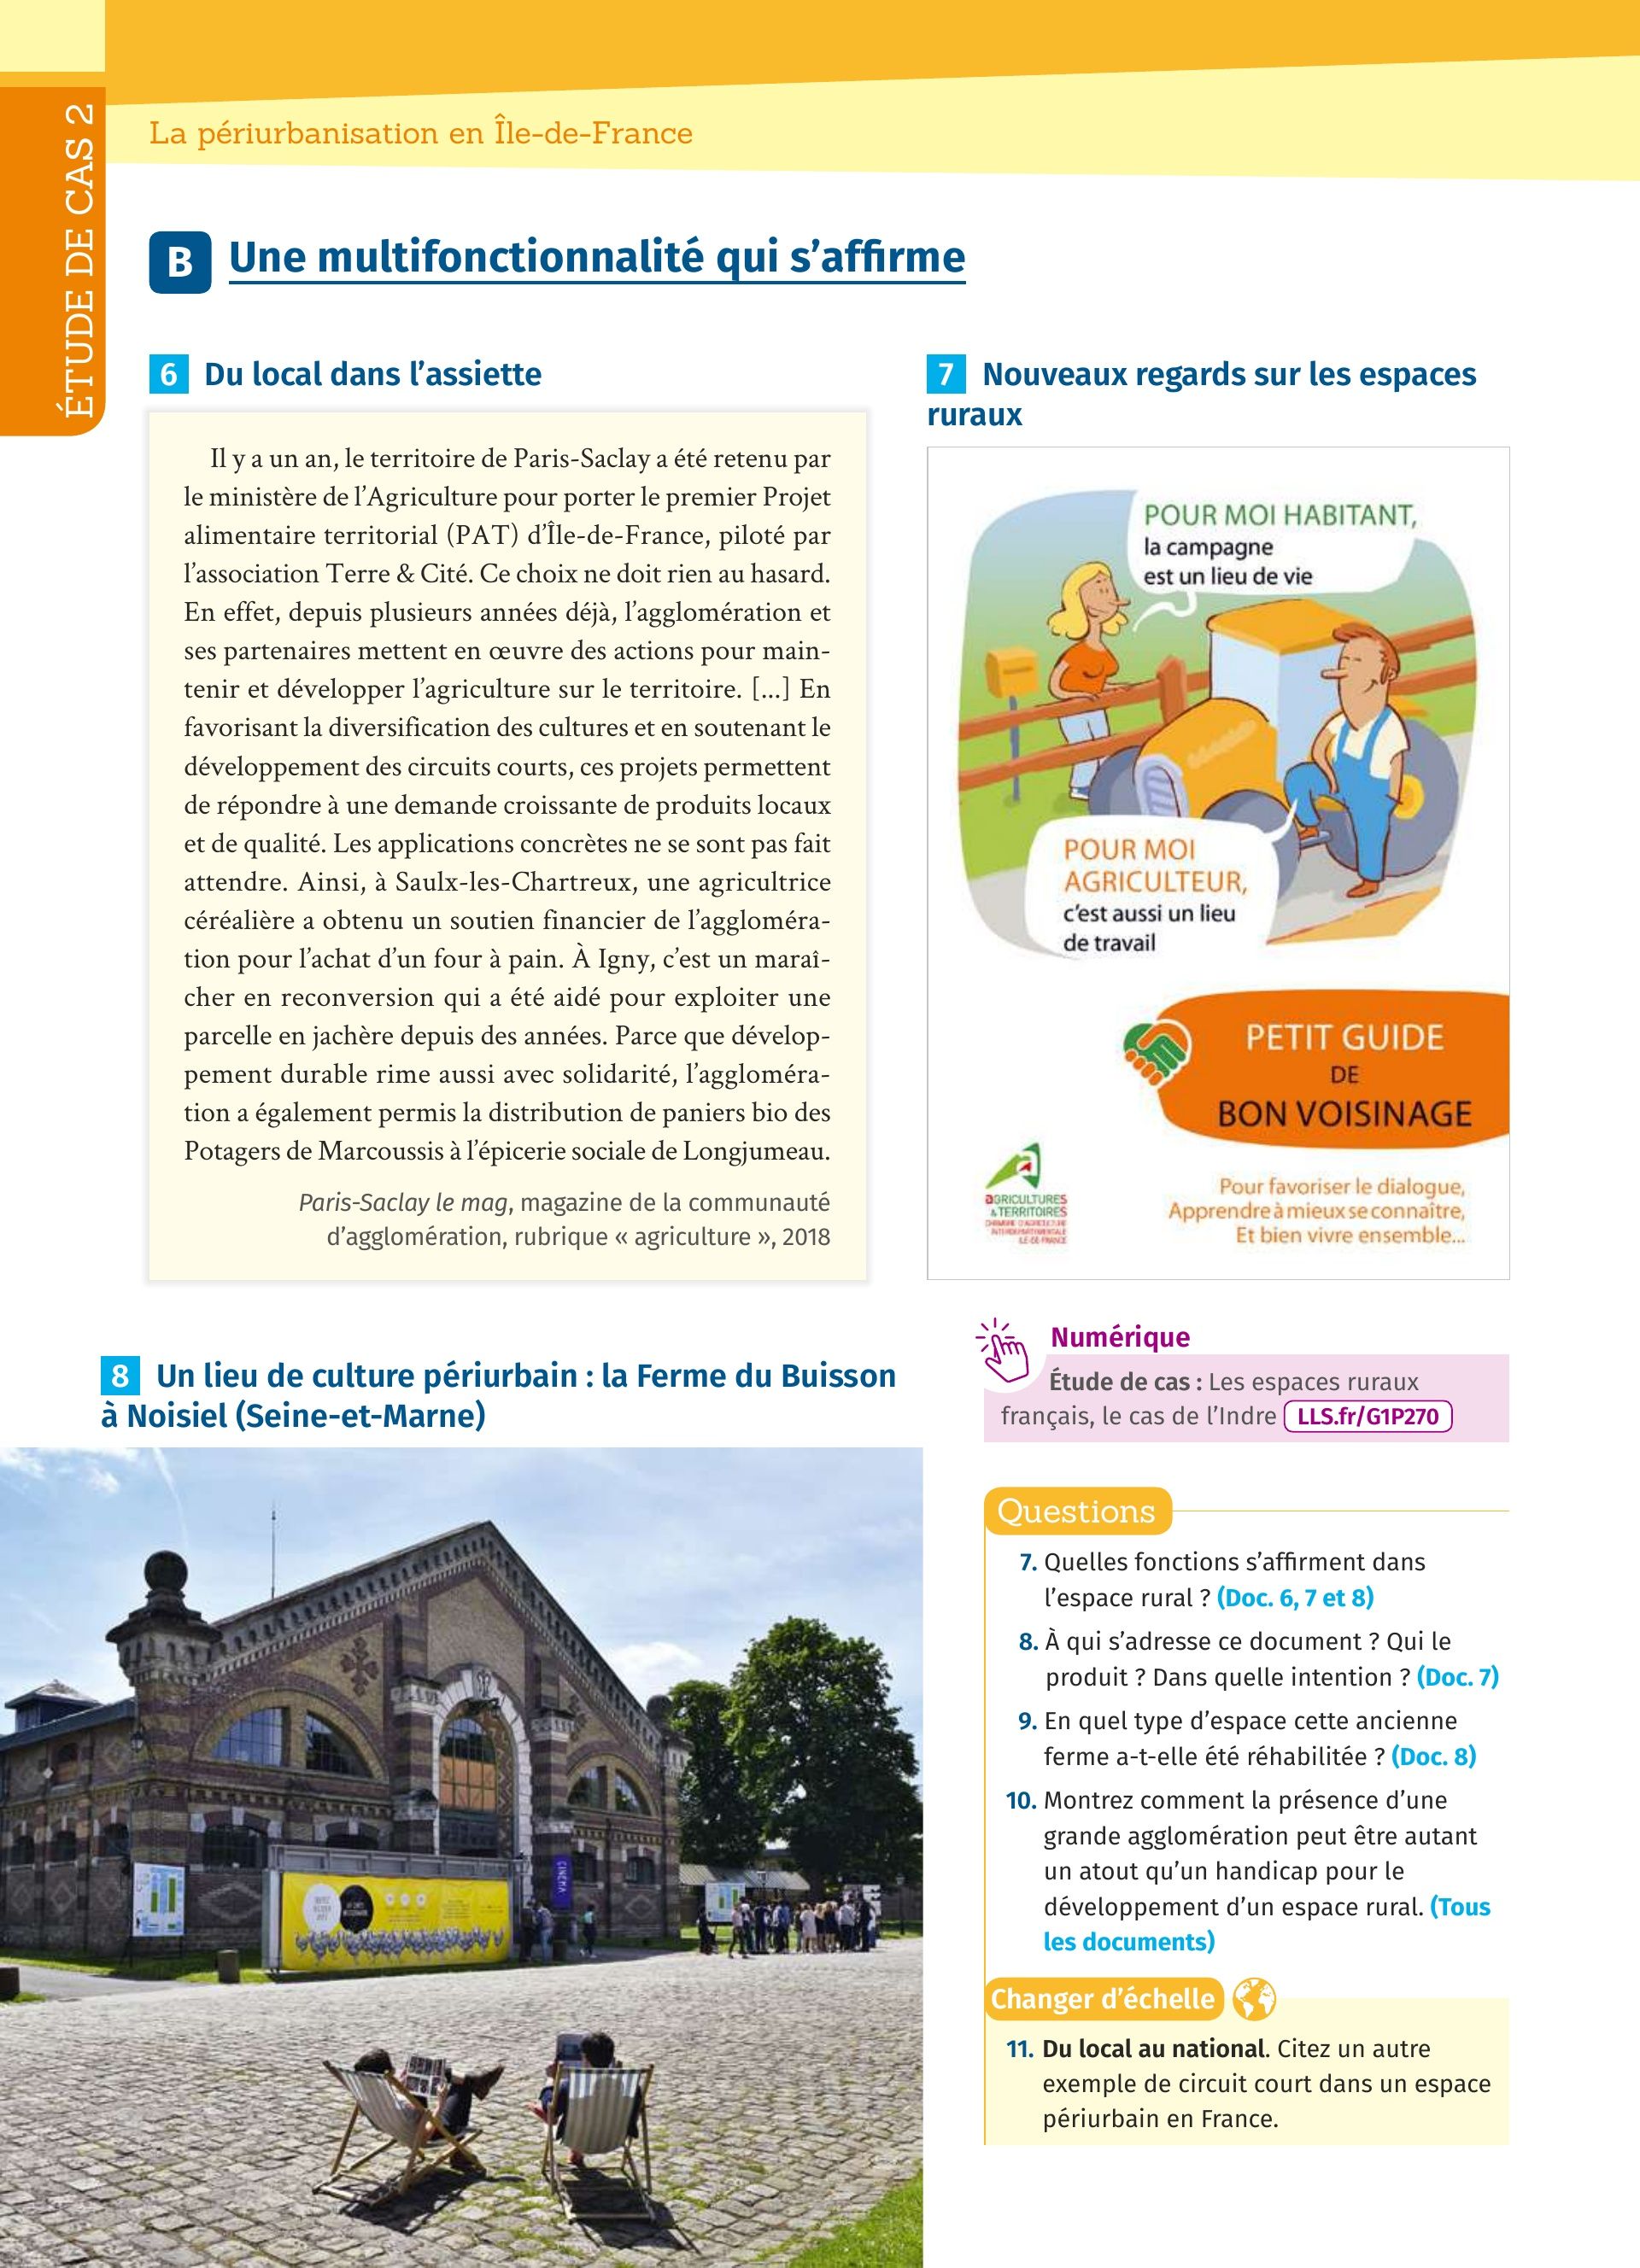 ÉTUDE DE CAS 2
La périurbanisation en Île-de-France
B Une multifonctionnalité qui s’affirme
6 Du local dans l’assiette
Il y a un an, le territoire de Paris-Saclay a été retenu par
le ministère de l’Agriculture pour porter le premier Projet
alimentaire territorial (PAT) d’Île-de-France, piloté par
l’association Terre & Cité. Ce choix ne doit rien au hasard.
En effet, depuis plusieurs années déjà, l’agglomération et
ses partenaires mettent en œuvre des actions pour main-
tenir et développer l’agriculture sur le territoire. [...] En
favorisant la diversification des cultures et en soutenant le
développement des circuits courts, ces projets permettent
de répondre à une demande croissante de produits locaux
et de qualité. Les applications concrètes ne se sont pas fait
attendre. Ainsi, à Saulx-les-Chartreux, une agricultrice
céréalière a obtenu un soutien financier de l’aggloméra-
tion pour l’achat d’un four à pain. À Igny, c’est un maraî-
cher en reconversion qui a été aidé pour exploiter une
parcelle en jachère depuis des années. Parce que dévelop-
pement durable rime aussi avec solidarité, l’aggloméra-
tion a également permis la distribution de paniers bio des
Potagers de Marcoussis à l’épicerie sociale de Longjumeau.
Paris-Saclay le mag, magazine de la communauté
d’agglomération, rubrique « agriculture », 2018
7 Nouveaux regards sur les espaces
ruraux
POUR MOI HABITANT,
la campagne
est un lieu de vie
POUR MOI
AGRICULTEUR,
c’est aussi un lieu
de travail
PETIT GUIDE
DE
BON VOISINAGE
AGRICULTURES
& TERRITOIRES
CHAMBRE D’AGRICULTURE
INTERDÉPARTEMENTALE
ILE-DE-FRANCE
Pour favoriser le dialogue,
Apprendre à mieux se connaître,
Et bien vivre ensemble...
8 Un lieu de culture périurbain : la Ferme du Buisson
à Noisiel (Seine-et-Marne)
CINEMA
Numérique
Étude de cas : Les espaces ruraux
français, le cas de l’Indre LLS.fr/G1P270
Questions
7. Quelles fonctions s’affirment dans
l’espace rural ? (Doc. 6, 7 et 8)
8. À qui s’adresse ce document ? Qui le
produit ? Dans quelle intention ? (Doc. 7)
9. En quel type d’espace cette ancienne
ferme a-t-elle été réhabilitée ? (Doc. 8)
10. Montrez comment la présence d’une
grande agglomération peut être autant
un atout qu’un handicap pour le
développement d’un espace rural. (Tous
les documents)
Changer d’échelle
11. Du local au national. Citez un autre
exemple de circuit court dans un espace
périurbain en France.